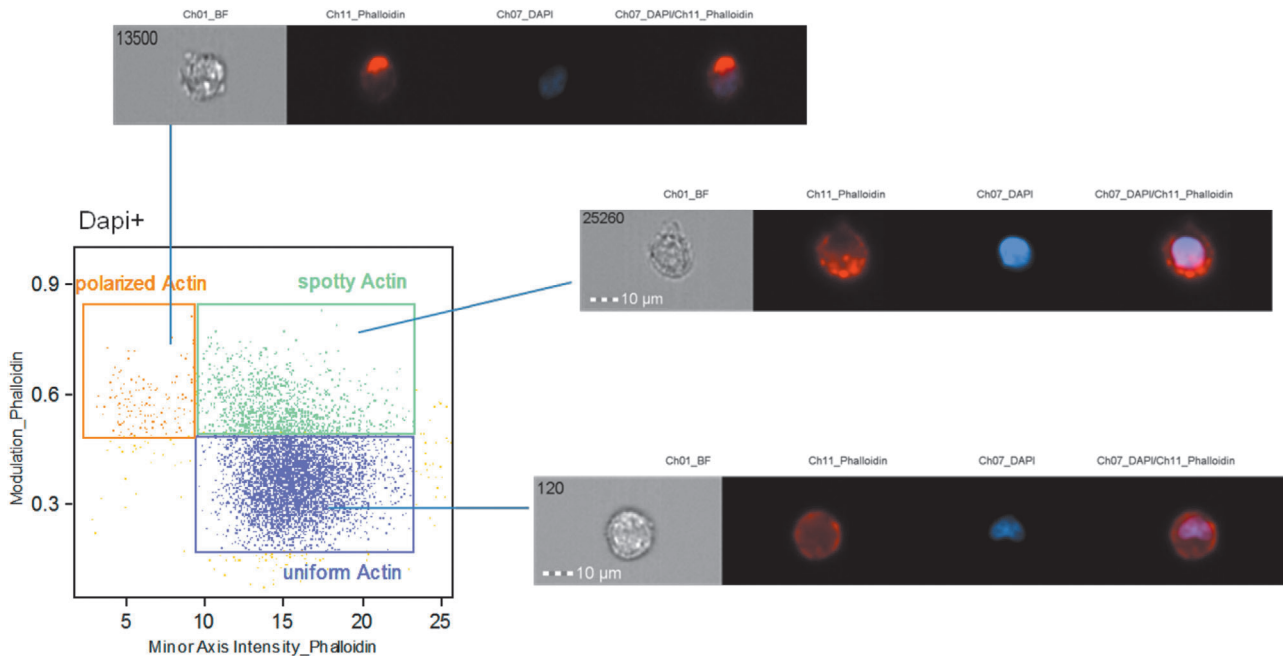 Ch01_BF Ch11_Phalloidin Ch07_DAPI Ch07_DAPI/Ch11_Phalloidin
13500
Ch01_BF Ch11_Phalloidin Ch07_DAPI Ch07_DAPI/Ch11_Phalloidin
25260
10 µm
Dapi+
polarized Actin spotty Actin
uniform Actin
0.9
0.6
0.3
Modulation_Phalloidin
5 10 15 20 25
Minor Axis Intensity_Phalloidin
Ch01_BF Ch11_Phalloidin Ch07_DAPI Ch07_DAPI/Ch11_Phalloidin
120
10 µm